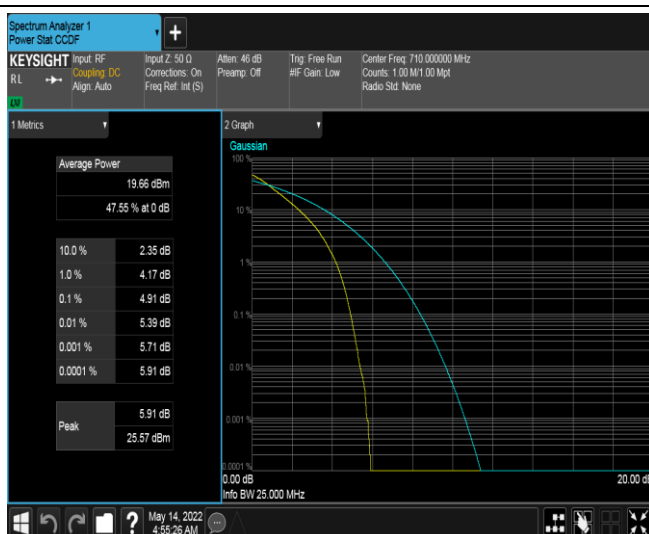 Spectrum Analyzer 1
Power Stat CCDF
+
KEYSIGHT
RL
Input: RF
Coupling: DC
Align: Auto
Input Z: 50 Ω
Corrections: On
Freq Ref: Int (S)
Atten: 46 dB
Preamp: Off
Trig: Free Run
#IF Gain: Low
Center Freq: 710.000000 MHz
Counts: 1.00 M/1.00 Mpt
Radio Std: None
1 Metrics
Average Power
19.66 dBm
47.55 % at 0 dB
10.0 % 2.35 dB
1.0 % 4.17 dB
0.1 % 4.91 dB
0.01 % 5.39 dB
0.001 % 5.71 dB
0.0001 % 5.91 dB
Peak
5.91 dB
25.57 dBm
2 Graph
Gaussian
100 %
10 %
1 %
0.1 %
0.01 %
0.001 %
0.0001 %
0.00 dB
20.00 d
Info BW 25.000 MHz
?
May 14, 2022
4:55:26 AM